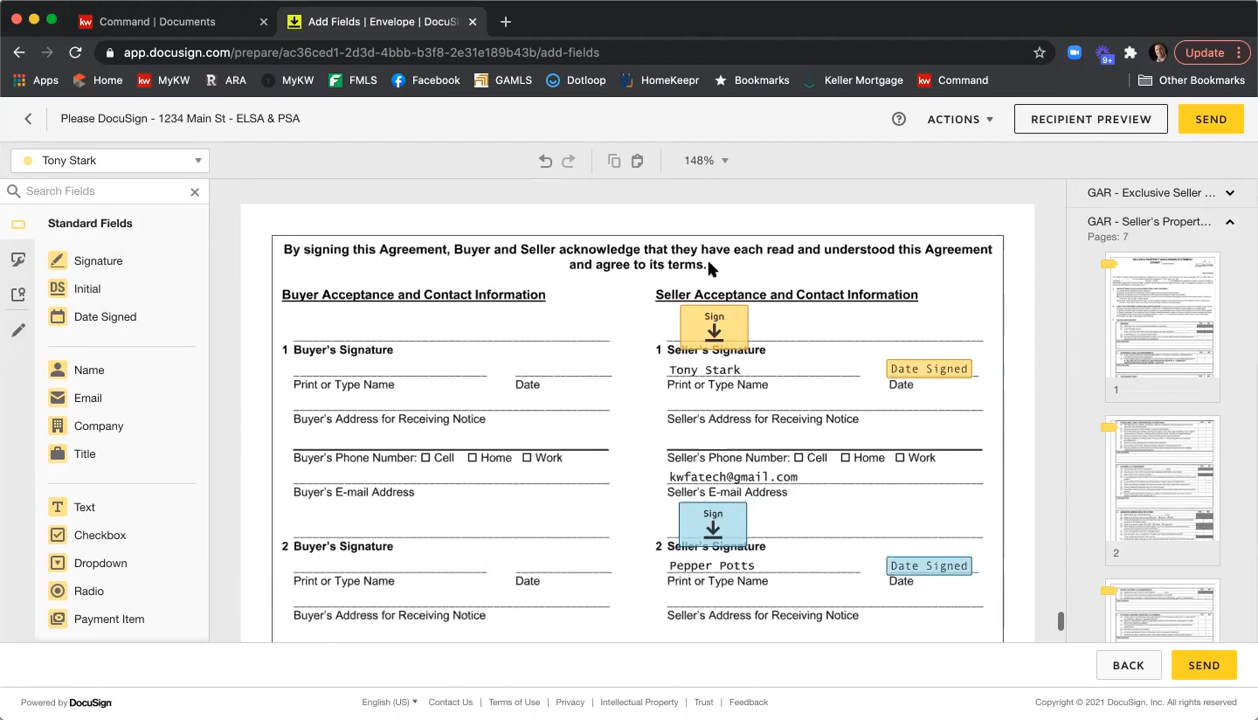 Command | Documents
Add Fields | Envelope | DocuSi
app.docusign.com/prepare/ac36ced1-2d3d-4bbb-b3f8-2e31e189b43b/add-fields
Update
Apps
Home
kw MyKW
R ARA
MyKW
FMLS
Facebook
GAMLS
Dotloop
HomeKeepr
Bookmarks
Keller Mortgage
kw Command
Other Bookmarks
9+
Please DocuSign - 1234 Main St - ELSA & PSA
ACTIONS
RECIPIENT PREVIEW
SEND
Tony Stark
148%
Search Fields
Standard Fields
Signature
DS Initial
Date Signed
Name
Email
Company
Title
Text
Checkbox
Dropdown
Radio
Payment Item
By signing this Agreement, Buyer and Seller acknowledge that they have each read and understood this Agreement
and agree to its terms.
Buyer Acceptance and Contact Information
1 Buyer's Signature
Print or Type Name
Date
Buyer's Address for Receiving Notice
Buyer's Phone Number: Cell Home Work
Buyer's E-mail Address
2 Buyer's Signature
Print or Type Name
Date
Buyer's Address for Receiving Notice
Seller Acceptance and Contact Information
Sign
1 Seller's Signature
Tony Stark
Date Signed
Print or Type Name
Date
Seller's Address for Receiving Notice
Seller's Phone Number: Cell Home Work
kwfatech@gmail.com
Seller's E-mail Address
Sign
2 Seller's Signature
Pepper Potts
Date Signed
Print or Type Name
Date
Seller's Address for Receiving Notice
GAR - Exclusive Seller ...
GAR - Seller's Propert...
Pages: 7
1
2
BACK
SEND
Powered by DocuSign
English (US)
Contact Us
Terms of Use
Privacy
Intellectual Property
Trust
Feedback
Copyright © 2021 DocuSign, Inc. All rights reserved